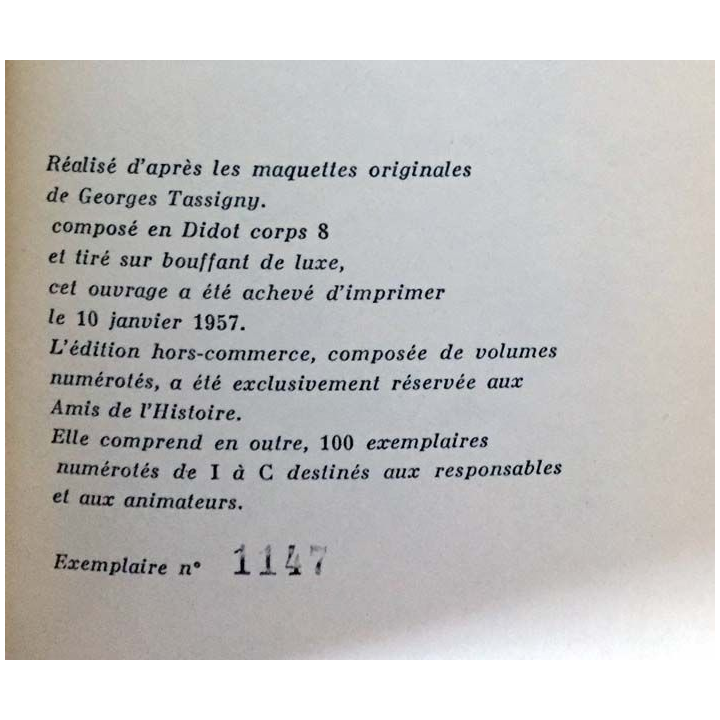 Réalisé d'après les maquettes originales
de Georges Tassigny.
composé en Didot corps 8
et tiré sur bouffant de luxe,
cet ouvrage a été achevé d'imprimer
le 10 janvier 1957.
L'édition hors-commerce, composée de volumes
numérotés, a été exclusivement réservée aux
Amis de l'Histoire.
Elle comprend en outre, 100 exemplaires
numérotés de I à C destinés aux responsables
et aux animateurs.
Exemplaire n° 1147